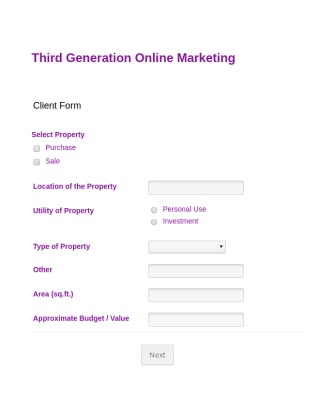 Third Generation Online Marketing
Client Form
Select Property
Purchase
Sale
Location of the Property
Utility of Property
Personal Use
Investment
Type of Property
Other
Area (sq.ft.)
Approximate Budget / Value
Next